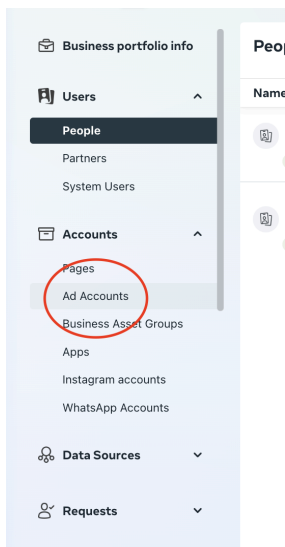 Business portfolio info
Peo
Users
Name
People
Partners
System Users
Accounts
Pages
Ad Accounts
Business Asset Groups
Apps
Instagram accounts
WhatsApp Accounts
Data Sources
Requests